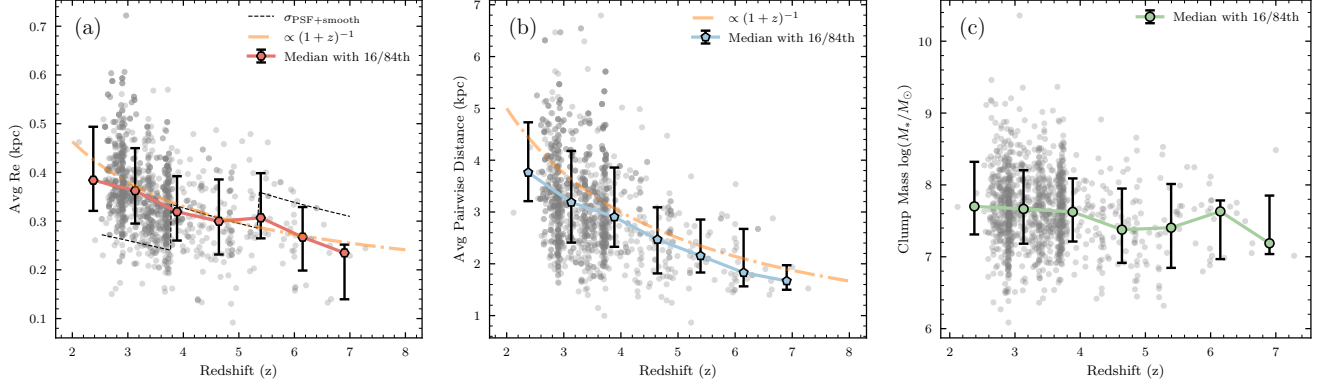 (a)
σPSF+smooth
∝ (1 + z)⁻¹
Median with 16/84th
Avg Re (kpc)
0.7
0.6
0.5
0.4
0.3
0.2
0.1
2 3 4 5 6 7 8
Redshift (z)
(b)
∝ (1 + z)⁻¹
Median with 16/84th
Avg Pairwise Distance (kpc)
7
6
5
4
3
2
1
2 3 4 5 6 7 8
Redshift (z)
(c)
Median with 16/84th
Clump Mass log(M*/M⊙)
10
9
8
7
6
2 3 4 5 6 7
Redshift (z)